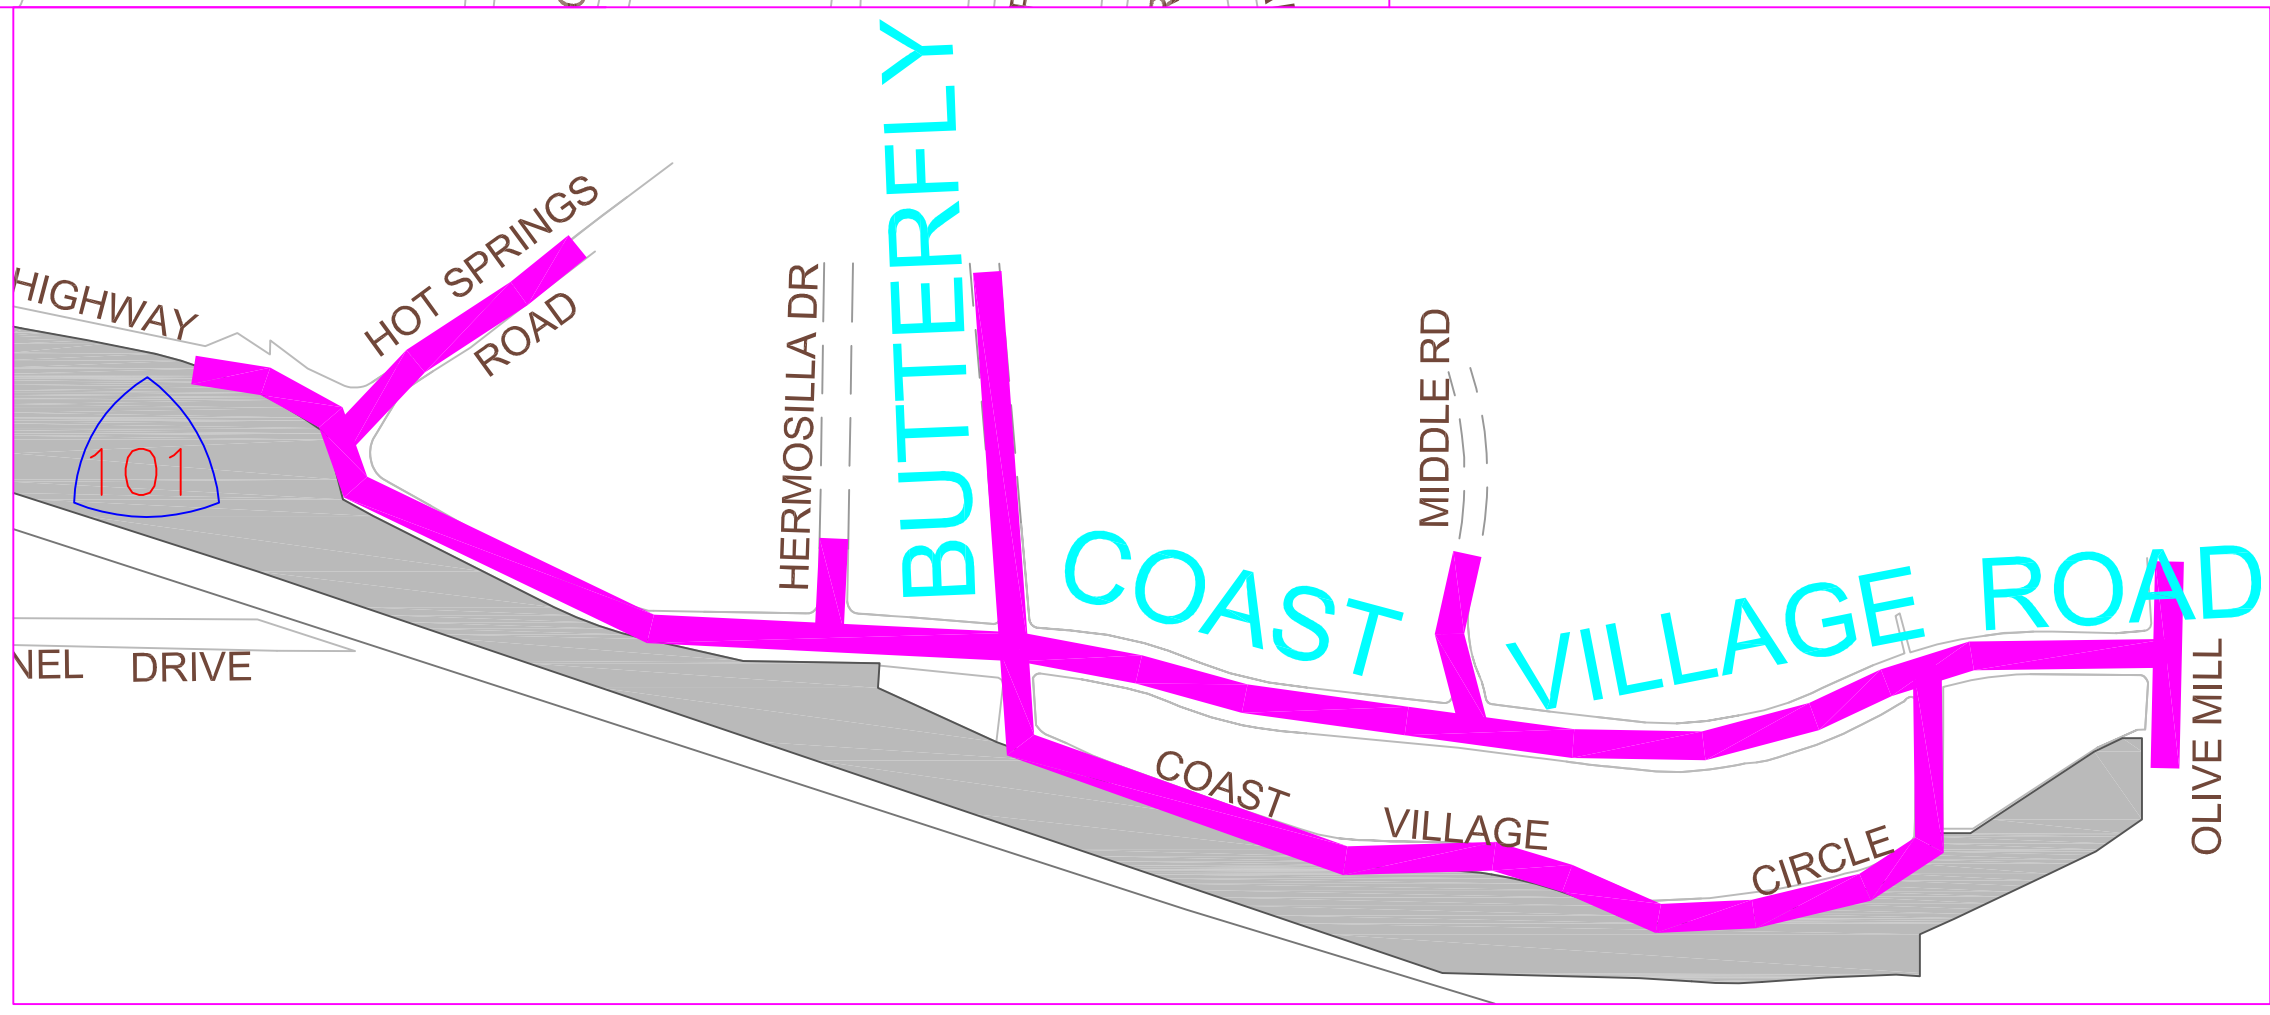 HIGHWAY
HOT SPRINGS
ROAD
101
NEL DRIVE
HERMOSILLA DR
BUTTERFLY
MIDDLE RD
COAST VILLAGE ROAD
COAST VILLAGE CIRCLE
OLIVE MILL